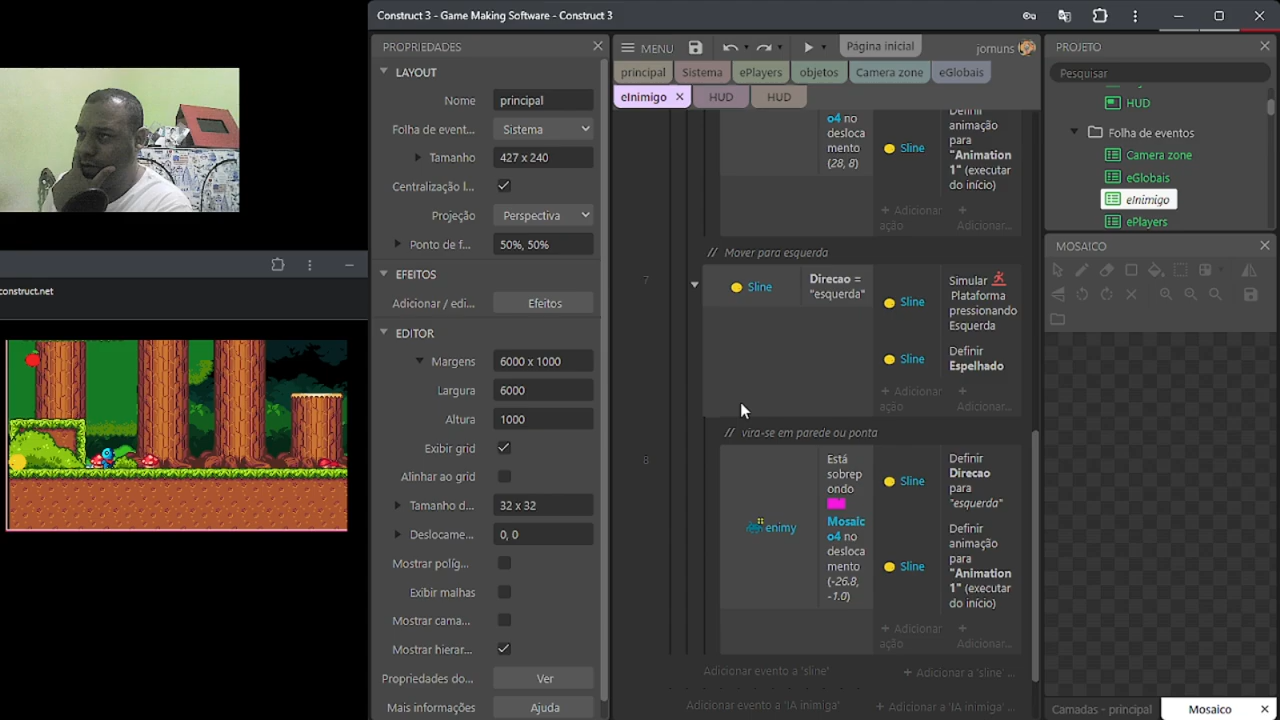 Construct 3 - Game Making Software - Construct 3
construct.net
PROPRIEDADES
LAYOUT
Nome principal
Folha de event... Sistema
Tamanho 427 x 240
Centralização l...
Projeção Perspectiva
Ponto de f... 50%, 50%
EFEITOS
Adicionar / edi... Efeitos
EDITOR
Margens 6000 x 1000
Largura 6000
Altura 1000
Exibir grid
Alinhar ao grid
Tamanho d... 32 x 32
Deslocame... 0, 0
Mostrar políg...
Exibir malhas
Mostrar cama...
Mostrar hierar...
Propriedades do... Ver
Mais informações Ajuda
MENU
Página inicial
jornuns
principal Sistema ePlayers objetos Camera zone eGlobais
eInimigo HUD HUD
o4 no
desloca
mento
(28, 8)
Sline
Definir
animação
para
"Animation
1" (executar
do início)
+ Adicionar
ação
+
Adicionar...
// Mover para esquerda
7
Sline
Direcao =
"esquerda"
Sline
Simular
Plataforma
pressionando
Esquerda
Sline
Definir
Espelhado
+ Adicionar
ação
+
Adicionar...
// vira-se em parede ou ponta
8
enimy
Está
sobrep
ondo
Mosaic
o4 no
desloca
mento
(-26.8,
-1.0)
Sline
Definir
Direcao
para
"esquerda"
Sline
Definir
animação
para
"Animation
1" (executar
do início)
+ Adicionar
ação
+
Adicionar...
Adicionar evento a 'sline' + Adicionar a 'sline' ...
Adicionar evento a 'IA inimiga' + Adicionar a 'IA inimiga' ...
PROJETO
Pesquisar
HUD
Folha de eventos
Camera zone
eGlobais
eInimigo
ePlayers
MOSAICO
Camadas - principal Mosaico